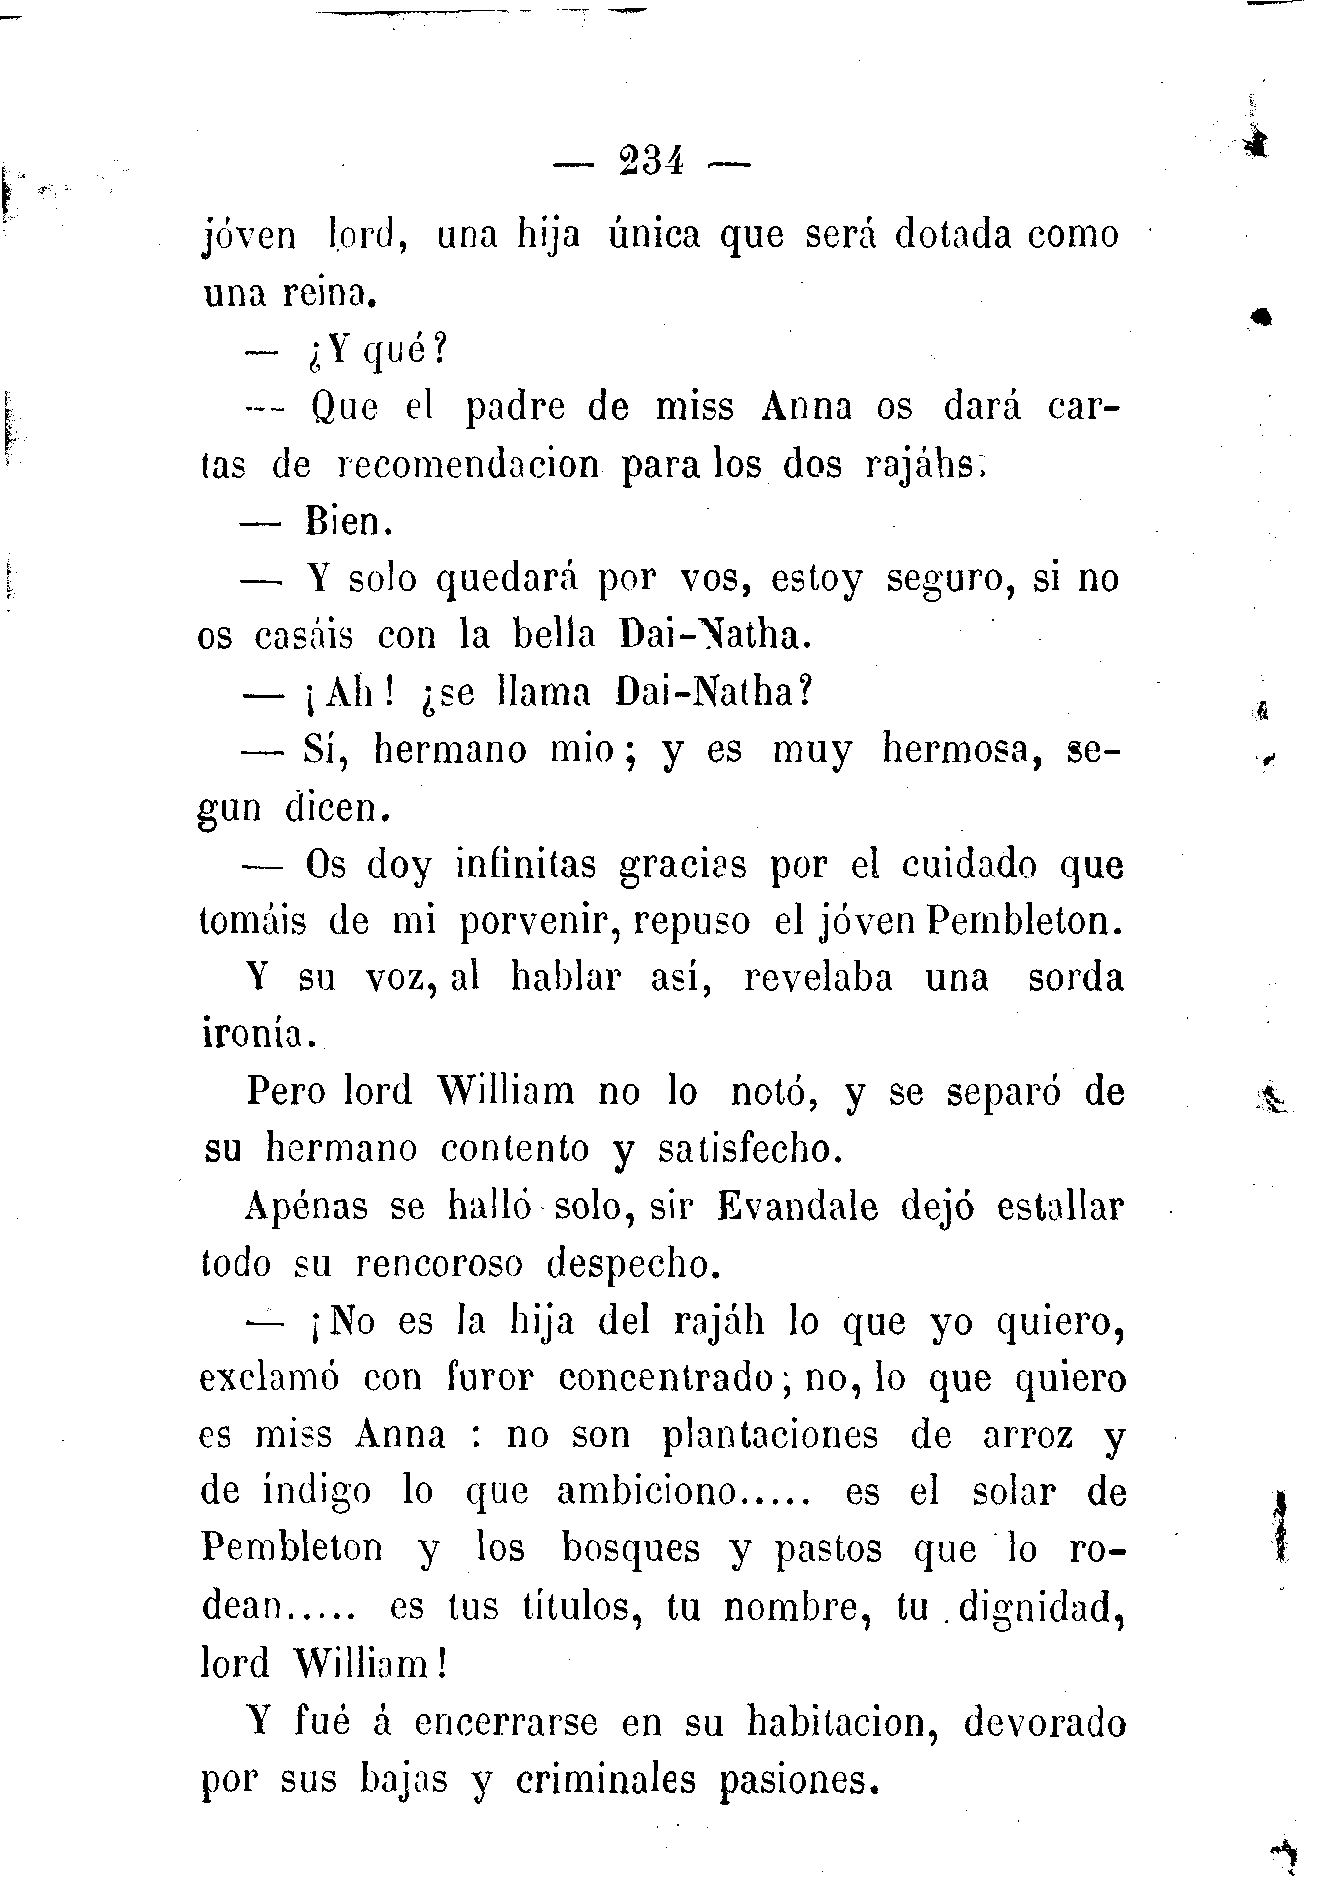 — 234 —
jóven lord, una hija única que será dotada como
una reina.
— ¿Y qué?
— Que el padre de miss Anna os dará car-
tas de recomendacion para los dos rajáhs.
— Bien.
— Y solo quedará por vos, estoy seguro, si no
os casáis con la bella Dai-Natha.
— ¡Ah! ¿se llama Dai-Natha?
— Sí, hermano mio; y es muy hermosa, se-
gun dicen.
— Os doy infinitas gracias por el cuidado que
tomáis de mi porvenir, repuso el jóven Pembleton.
Y su voz, al hablar así, revelaba una sorda
ironía.
Pero lord William no lo notó, y se separó de
su hermano contento y satisfecho.
Apénas se halló solo, sir Evandale dejó estallar
todo su rencoroso despecho.
— ¡No es la hija del rajáh lo que yo quiero,
exclamó con furor concentrado; no, lo que quiero
es miss Anna : no son plantaciones de arroz y
de índigo lo que ambiciono..... es el solar de
Pembleton y los bosques y pastos que lo ro-
dean..... es tus títulos, tu nombre, tu dignidad,
lord William!
Y fué á encerrarse en su habitacion, devorado
por sus bajas y criminales pasiones.